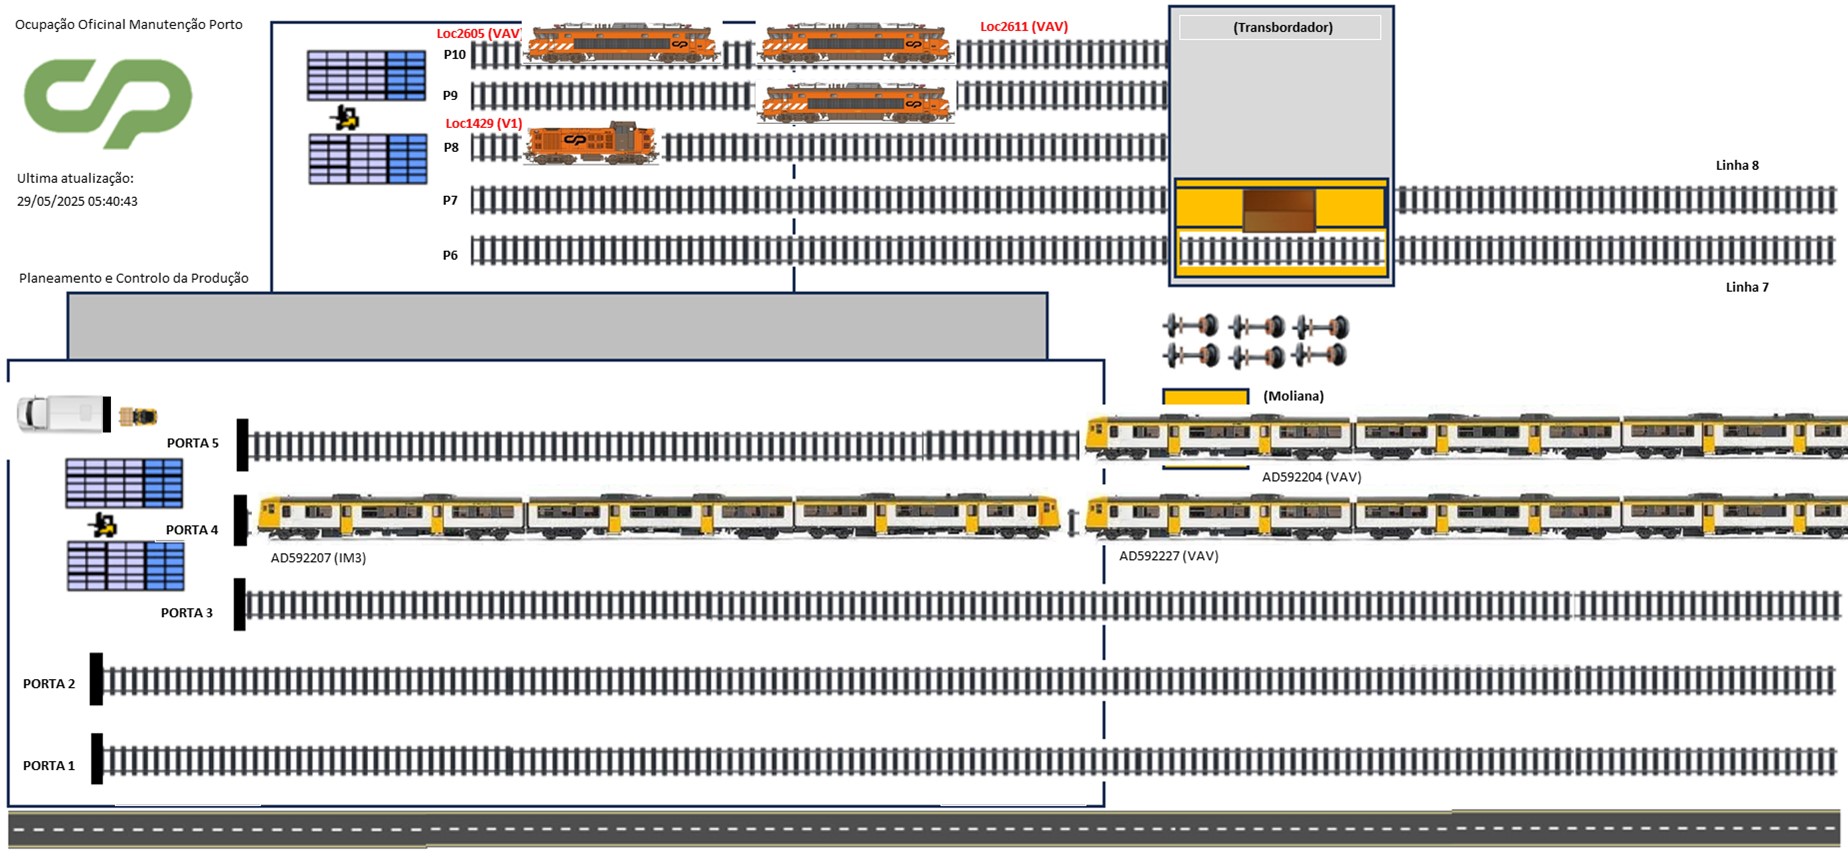 Ocupação Oficinal Manutenção Porto
Loc2605 (VAV)
Loc2611 (VAV)
(Transbordador)
P10
P9
Loc1429 (V1)
P8
Linha 8
Ultima atualização:
29/05/2025 05:40:43
P7
P6
Planeamento e Controlo da Produção
Linha 7
(Moliana)
PORTA 5
AD592204 (VAV)
PORTA 4
AD592207 (IM3)
AD592227 (VAV)
PORTA 3
PORTA 2
PORTA 1